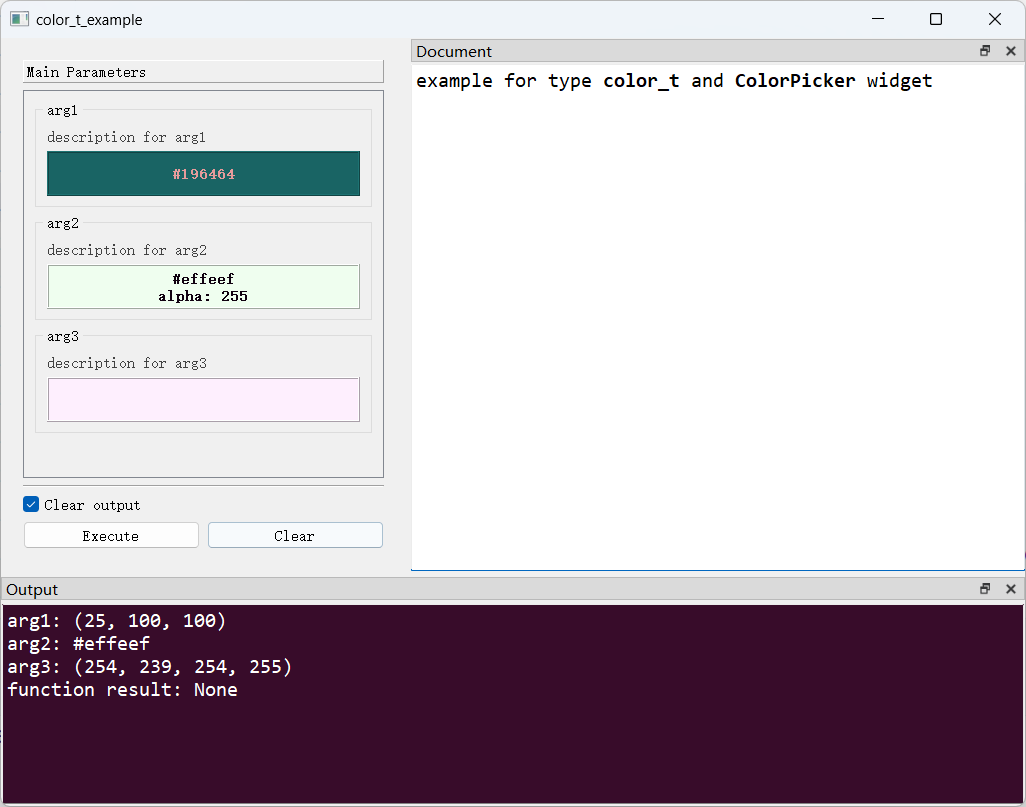 color_t_example
Main Parameters
arg1
description for arg1
#196464
arg2
description for arg2
#effeef
alpha: 255
arg3
description for arg3
Clear output
Execute
Clear
Document
example for type color_t and ColorPicker widget
Output
arg1: (25, 100, 100)
arg2: #effeef
arg3: (254, 239, 254, 255)
function result: None